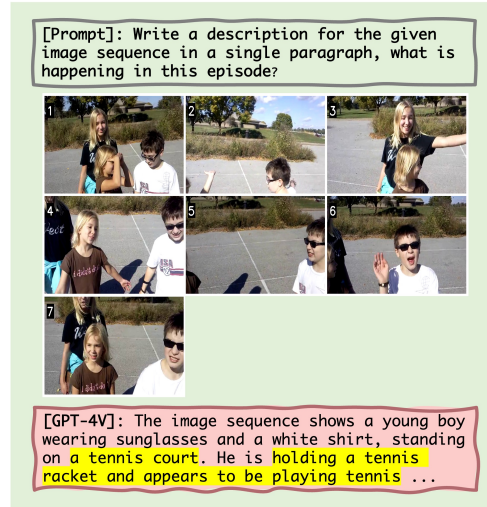 [Prompt]: Write a description for the given
image sequence in a single paragraph, what is
happening in this episode?
1
2
3
4
5
6
7
[GPT-4V]: The image sequence shows a young boy
wearing sunglasses and a white shirt, standing
on a tennis court. He is holding a tennis
racket and appears to be playing tennis ...